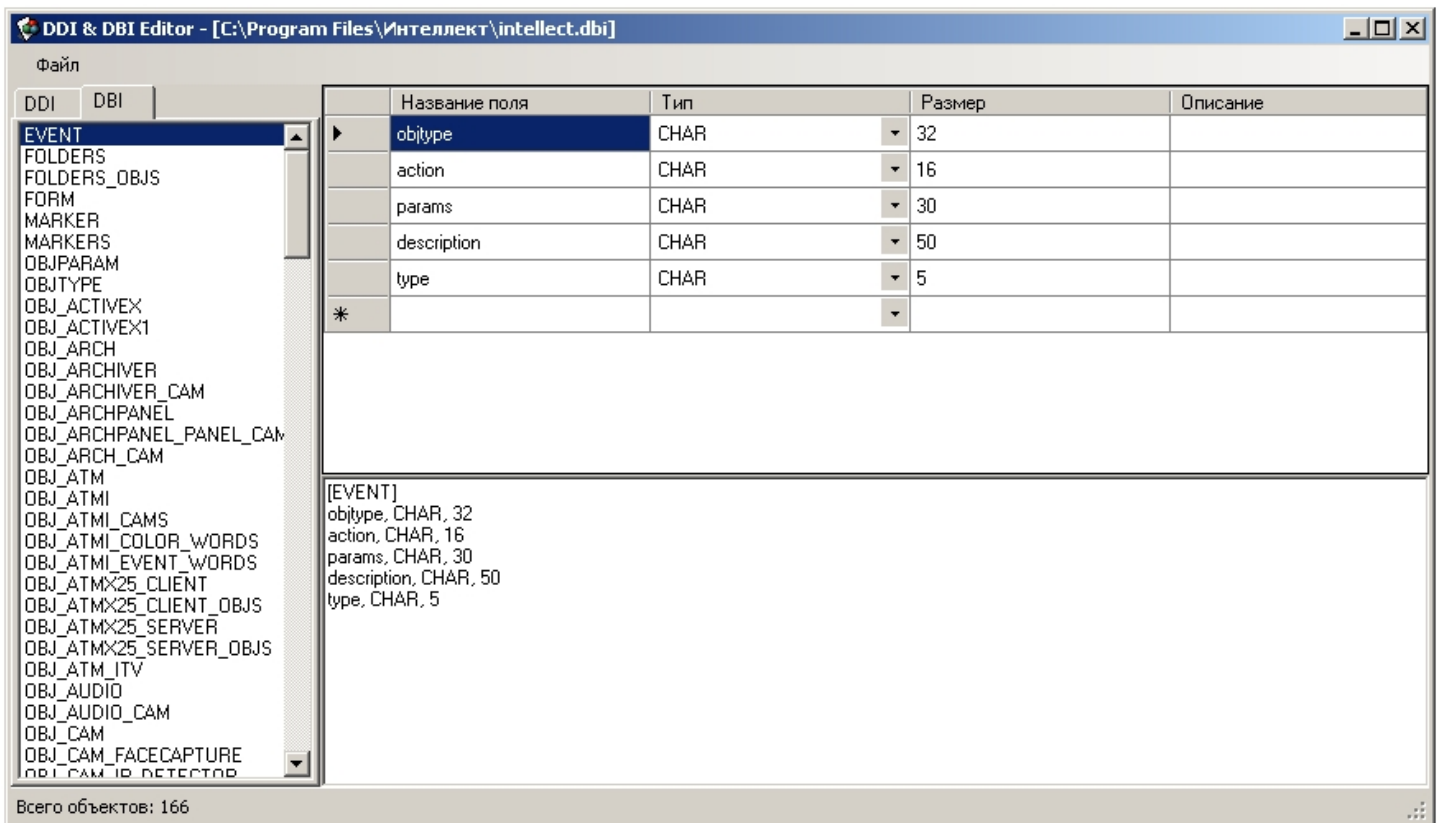 DDI & DBI Editor - [C:\Program Files\Интеллект\intellect.dbi]
Файл
DDI DBI
EVENT
FOLDERS
FOLDERS_OBJS
FORM
MARKER
MARKERS
OBJPARAM
OBJTYPE
OBJ_ACTIVEX
OBJ_ACTIVEX1
OBJ_ARCH
OBJ_ARCHIVER
OBJ_ARCHIVER_CAM
OBJ_ARCHPANEL
OBJ_ARCHPANEL_PANEL_CAM
OBJ_ARCH_CAM
OBJ_ATM
OBJ_ATMI
OBJ_ATMI_CAMS
OBJ_ATMI_COLOR_WORDS
OBJ_ATMI_EVENT_WORDS
OBJ_ATMX25_CLIENT
OBJ_ATMX25_CLIENT_OBJS
OBJ_ATMX25_SERVER
OBJ_ATMX25_SERVER_OBJS
OBJ_ATM_ITV
OBJ_AUDIO
OBJ_AUDIO_CAM
OBJ_CAM
OBJ_CAM_FACECAPTURE
OBJ_CAM_IR_DETECTOR
Название поля Тип Размер Описание
objtype CHAR 32
action CHAR 16
params CHAR 30
description CHAR 50
type CHAR 5
[EVENT]
objtype, CHAR, 32
action, CHAR, 16
params, CHAR, 30
description, CHAR, 50
type, CHAR, 5
Всего объектов: 166